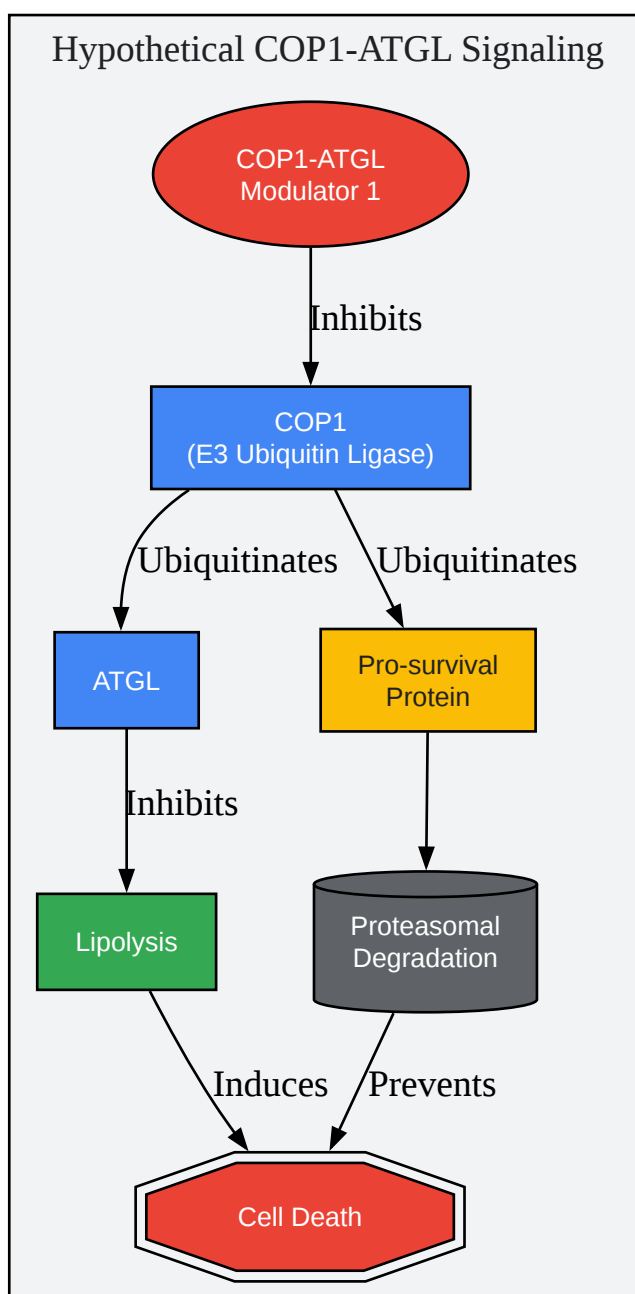 Hypothetical COP1-ATGL Signaling
COP1-ATGL
Modulator 1
Inhibits
COP1
(E3 Ubiquitin Ligase)
Ubiquitinates
Ubiquitinates
ATGL
Pro-survival
Protein
Inhibits
Lipolysis
Proteasomal
Degradation
Induces
Prevents
Cell Death